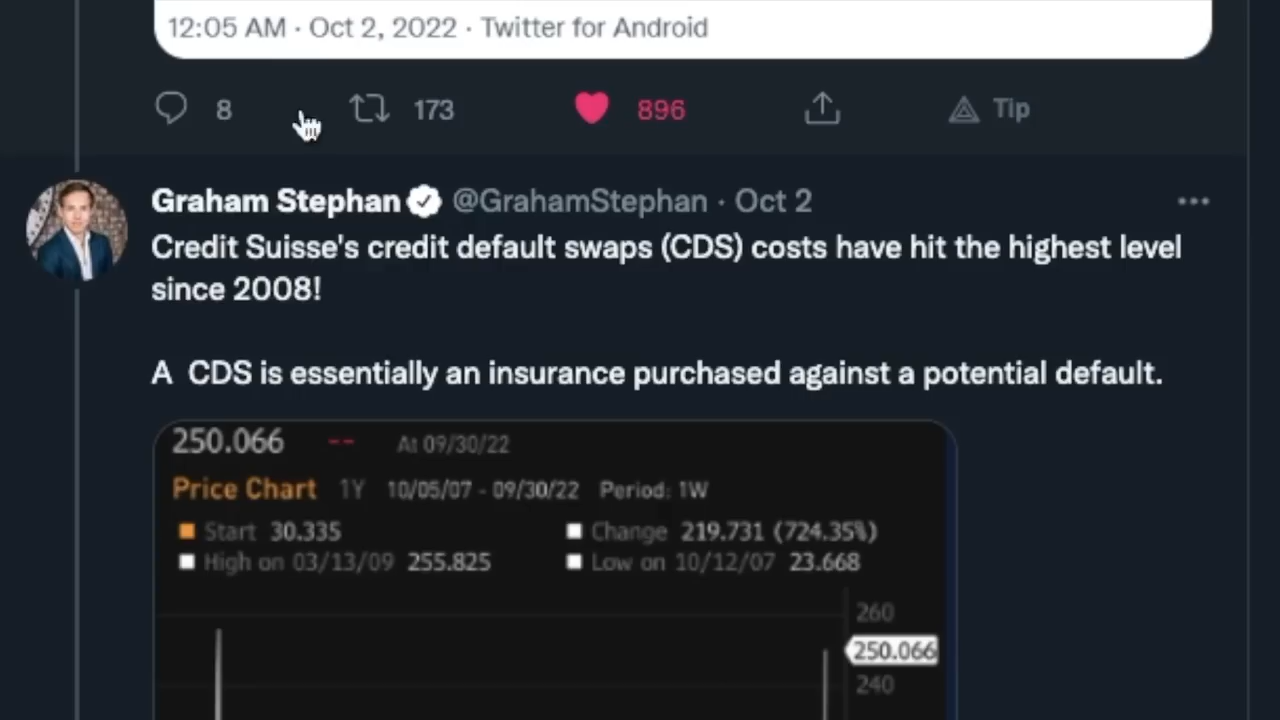 12:05 AM · Oct 2, 2022 · Twitter for Android
8 173 896 Tip
Graham Stephan @GrahamStephan · Oct 2
Credit Suisse's credit default swaps (CDS) costs have hit the highest level
since 2008!
A CDS is essentially an insurance purchased against a potential default.
250.066 -- At 09/30/22
Price Chart 1Y 10/05/07 - 09/30/22 Period: 1W
Start 30.335 Change 219.731 (724.35%)
High on 03/13/09 255.825 Low on 10/12/07 23.668
260
250.066
240